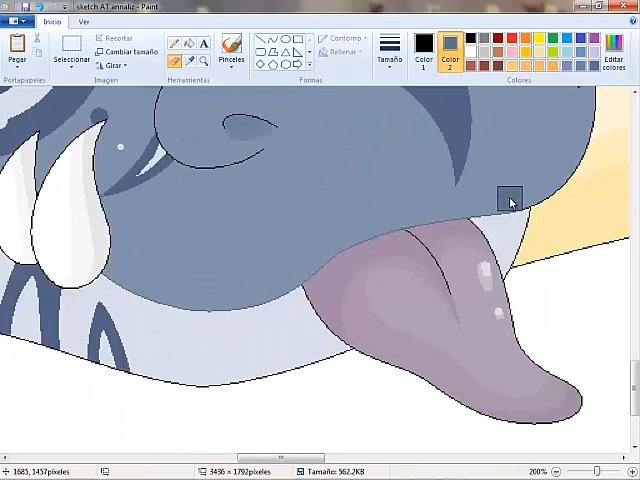 sketch AT annaliz - Paint
Inicio
Ver
Pegar
Portapapeles
Seleccionar
Recortar
Cambiar tamaño
Girar
Imagen
A
Herramientas
Pinceles
Contorno
Rellenar
Formas
Tamaño
Color
1
Color
2
Editar
colores
Colores
1685, 1457píxeles
3436 × 1792píxeles
Tamaño: 562.2KB
200%